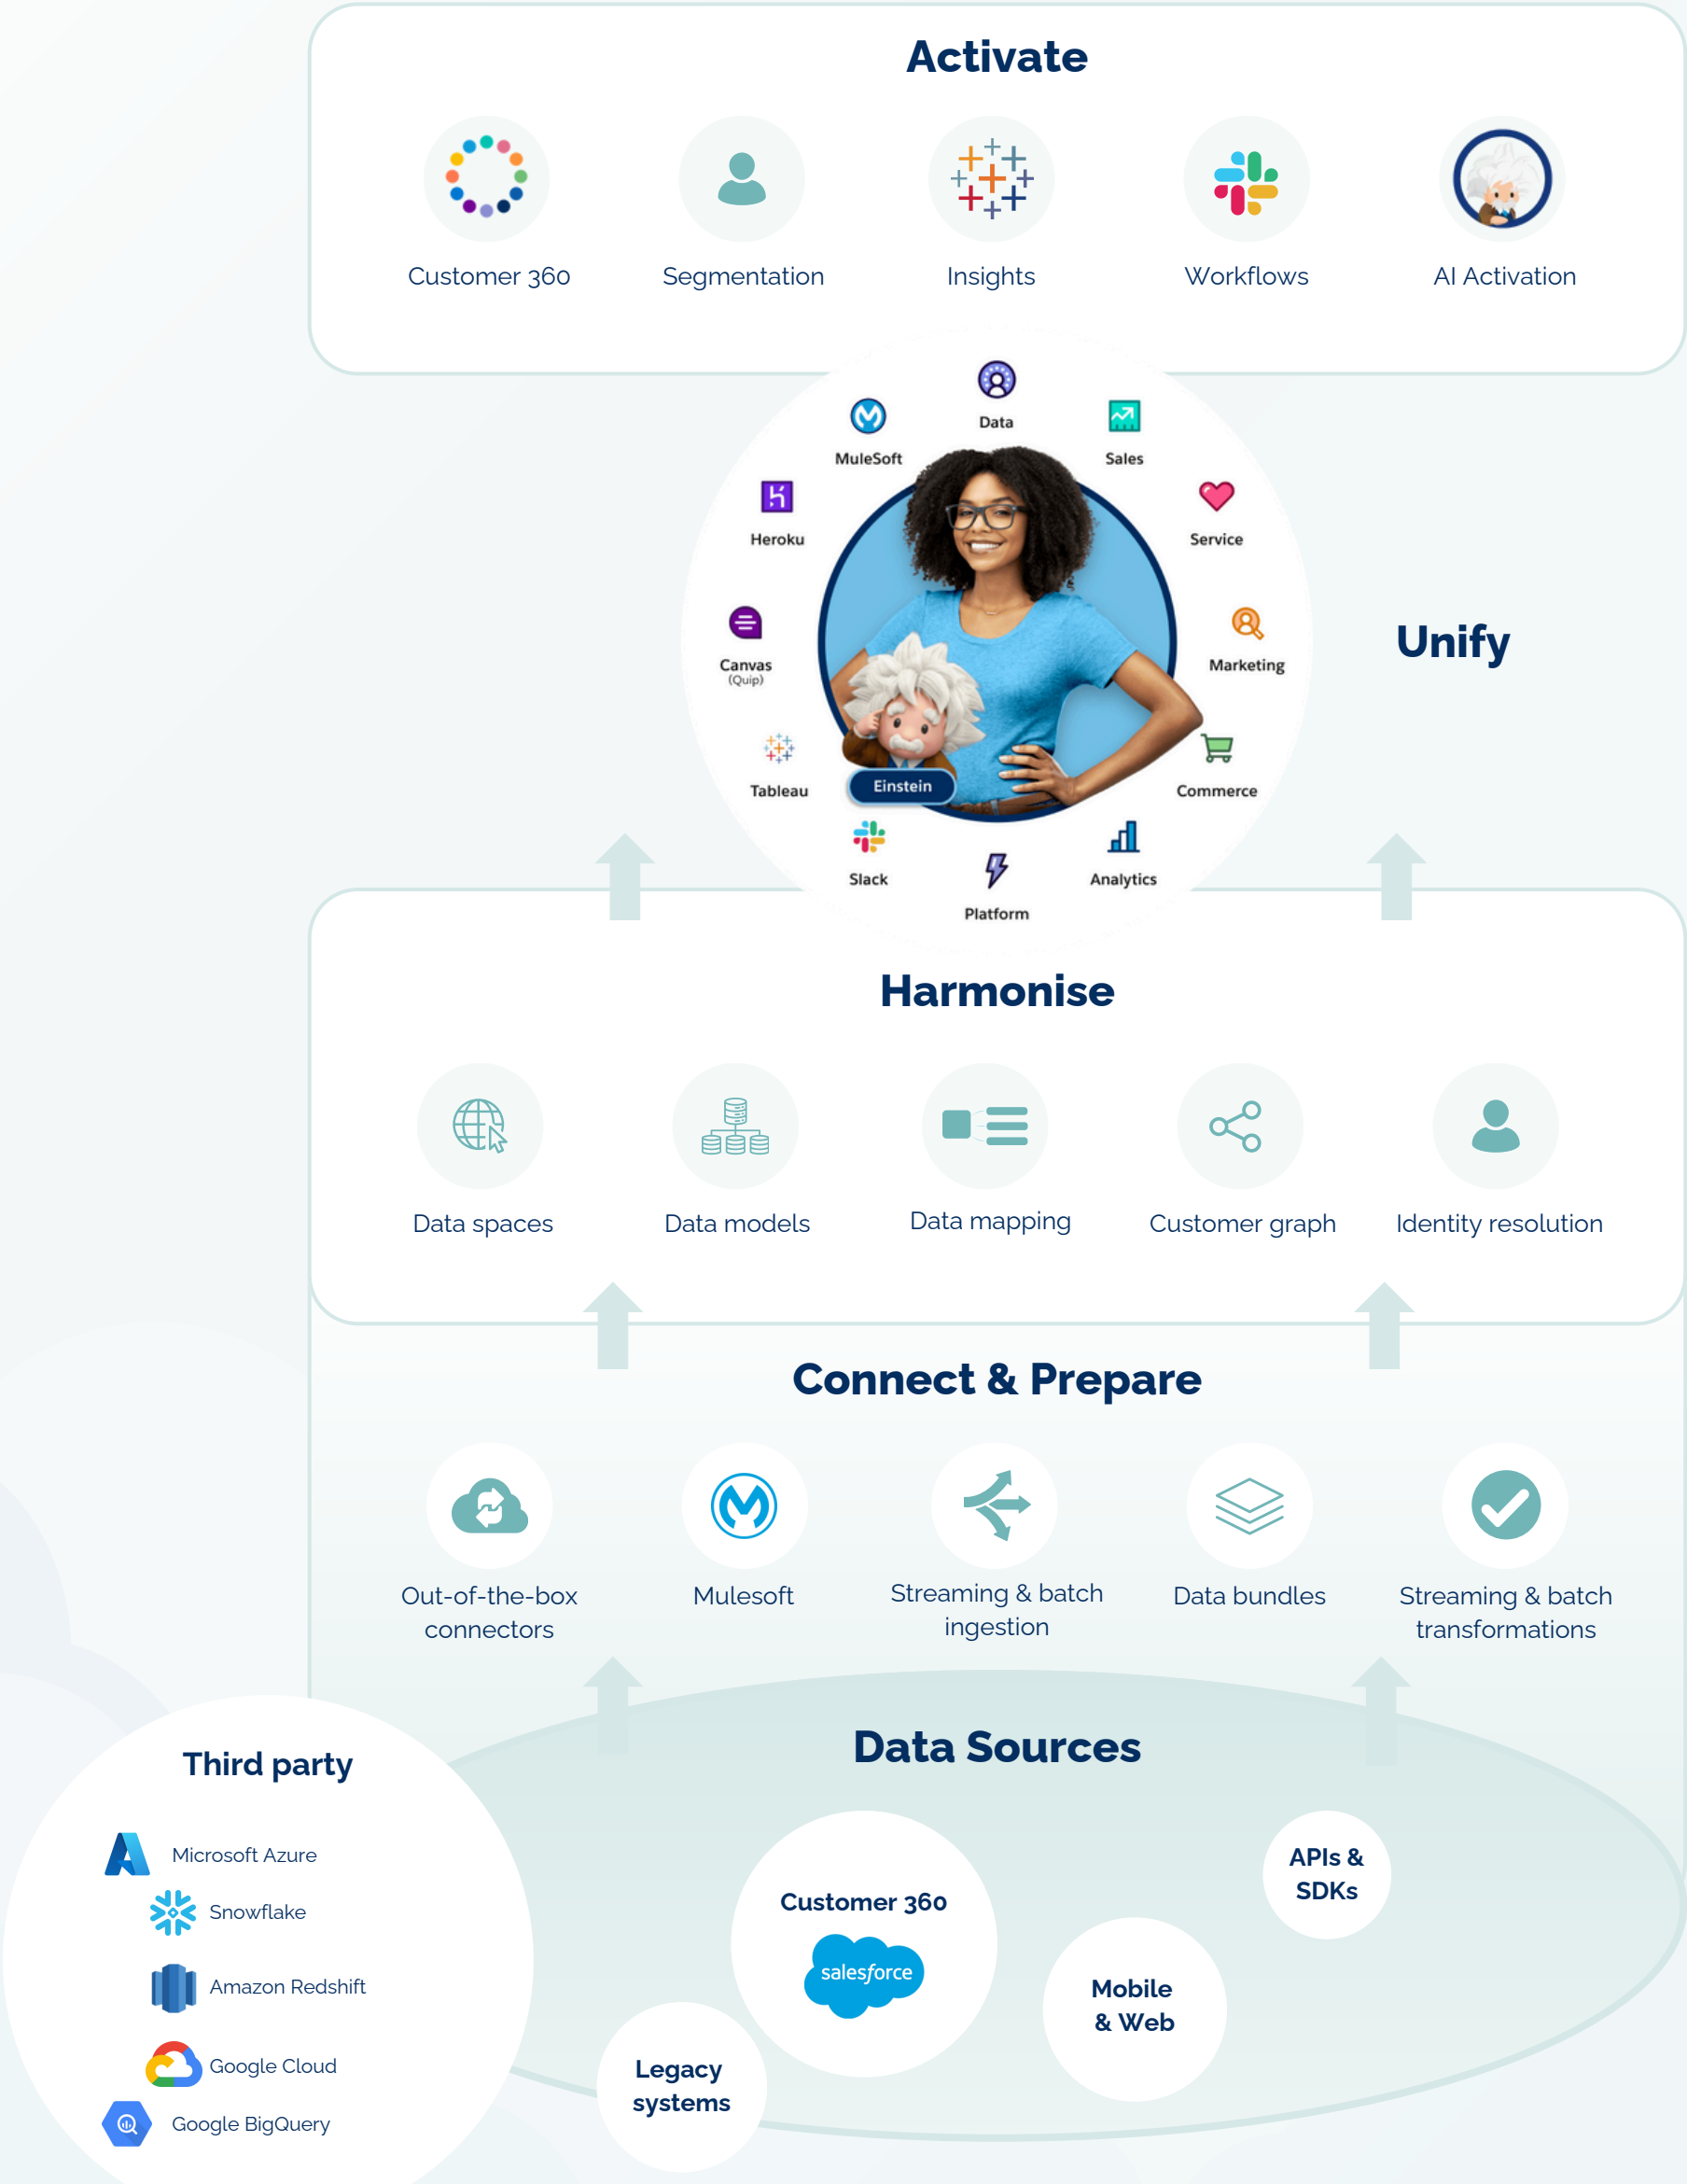 Activate
Customer 360
Segmentation
Insights
Workflows
AI Activation
Data
MuleSoft
Sales
Heroku
Service
Canvas
(Quip)
Marketing
Unify
Tableau
Einstein
Commerce
Slack
Platform
Analytics
Harmonise
Data spaces
Data models
Data mapping
Customer graph
Identity resolution
Connect & Prepare
Out-of-the-box
connectors
Mulesoft
Streaming & batch
ingestion
Data bundles
Streaming & batch
transformations
Data Sources
Third party
Microsoft Azure
Snowflake
Amazon Redshift
Google Cloud
Google BigQuery
Customer 360
salesforce
Legacy
systems
Mobile
& Web
APIs &
SDKs